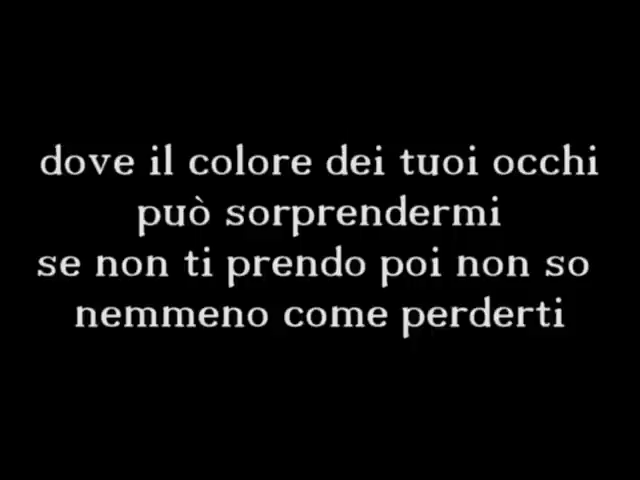 dove il colore dei tuoi occhi
può sorprendermi
se non ti prendo poi non so
nemmeno come perderti